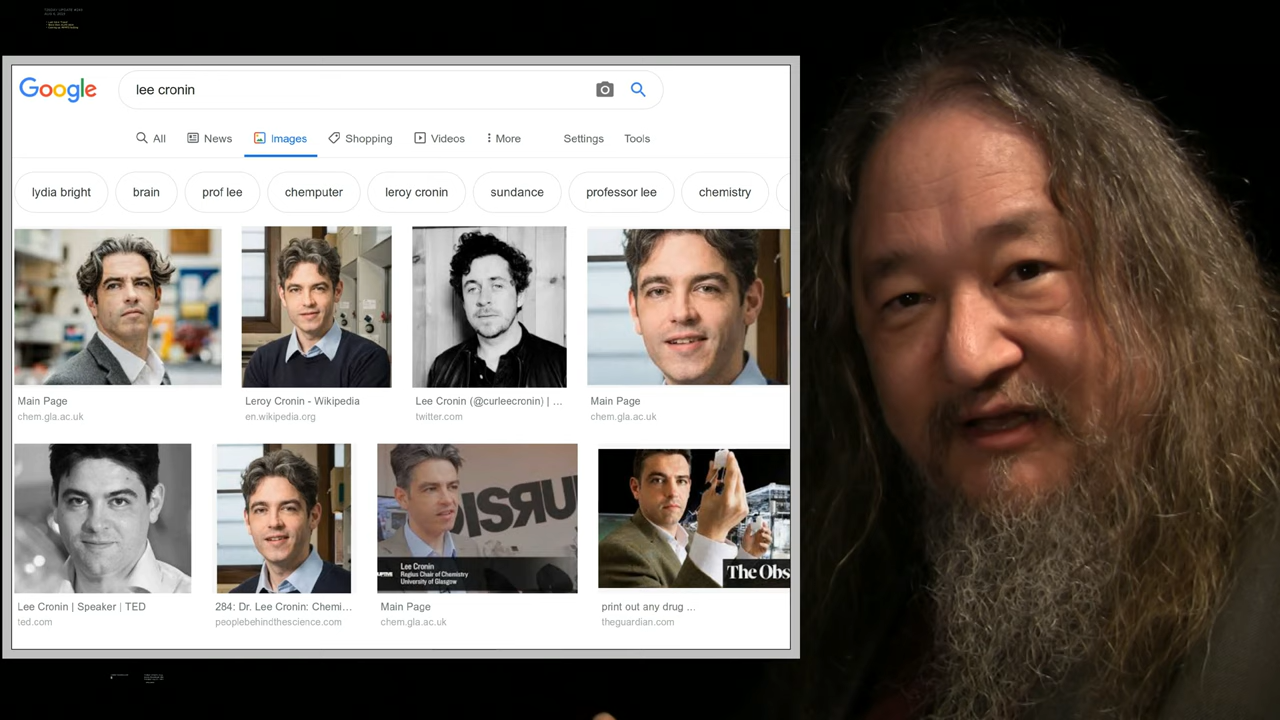 Google
lee cronin
All
News
Images
Shopping
Videos
More
Settings
Tools
lydia bright
brain
prof lee
chemputer
leroy cronin
sundance
professor lee
chemistry
Main Page
chem.gla.ac.uk
Leroy Cronin - Wikipedia
en.wikipedia.org
Lee Cronin (@curleecronin) | ...
twitter.com
Main Page
chem.gla.ac.uk
DISRU
Lee Cronin
Regius Chair of Chemistry
University of Glasgow
The Obs
Lee Cronin | Speaker | TED
ted.com
284: Dr. Lee Cronin: Chemi...
peoplebehindthescience.com
Main Page
chem.gla.ac.uk
print out any drug ...
theguardian.com